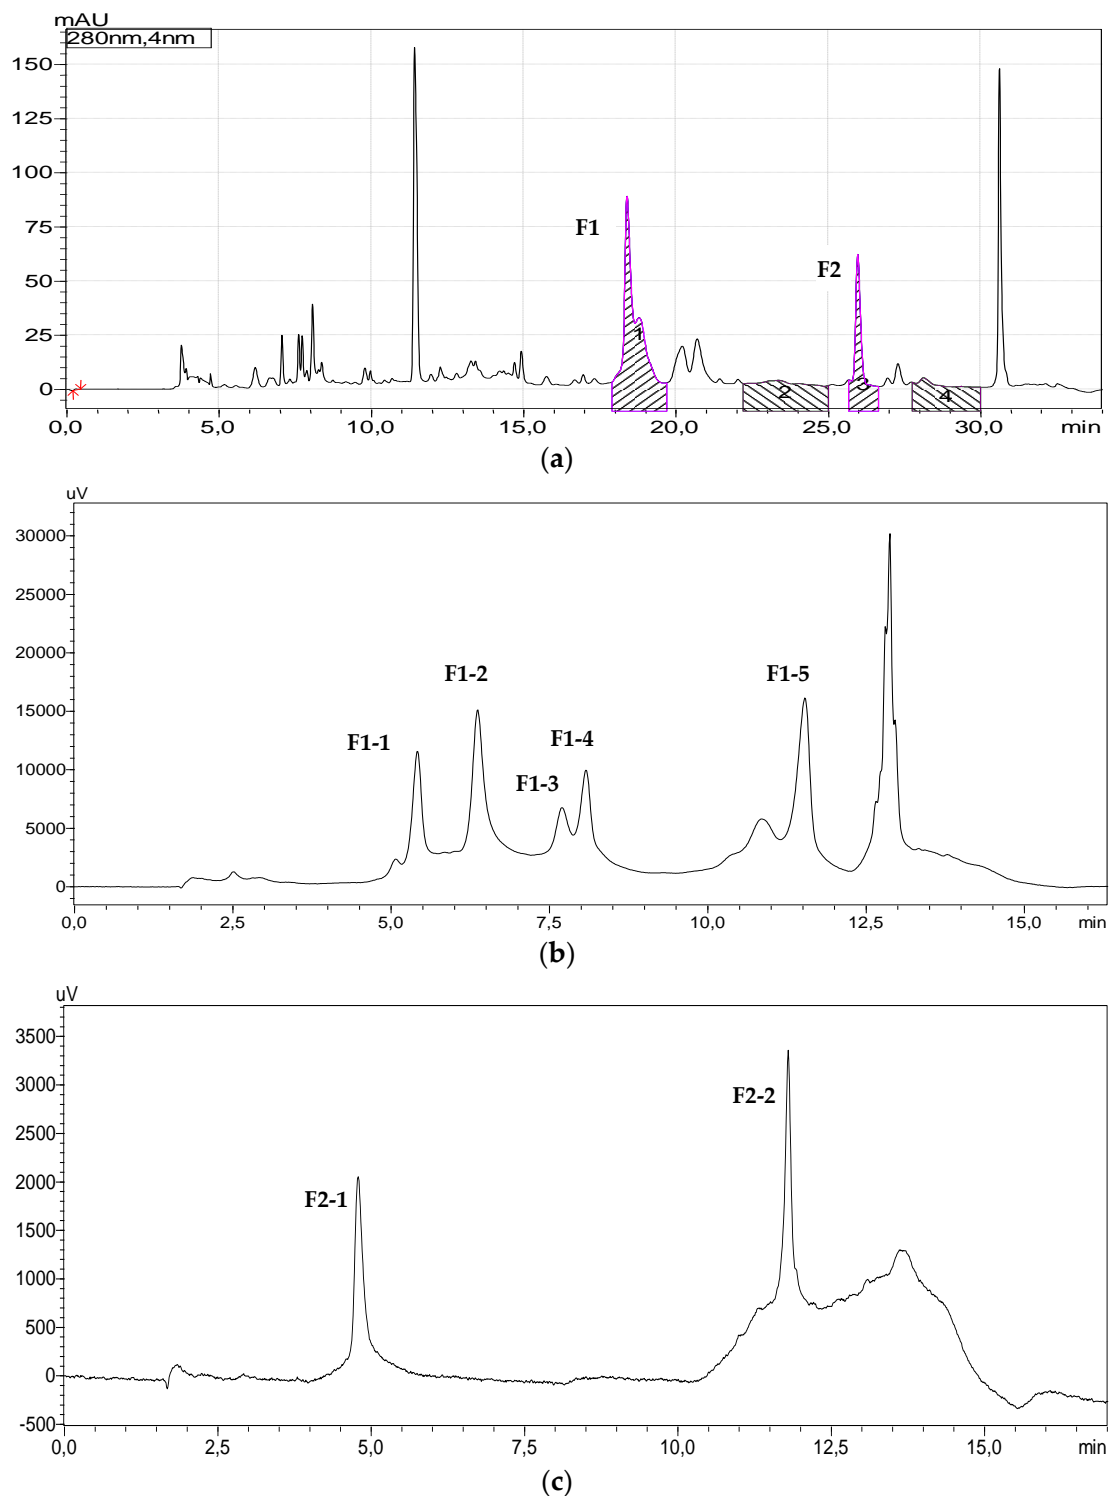 mAU
280nm,4nm
150
125
100
75
50
25
0
F1
F2
1
2
3
4
0,0 5,0 10,0 15,0 20,0 25,0 30,0 min
(a)
uV
30000
25000
20000
15000
10000
5000
0
F1-1
F1-2
F1-3
F1-4
F1-5
0,0 2,5 5,0 7,5 10,0 12,5 15,0 min
(b)
uV
3500
3000
2500
2000
1500
1000
500
0
-500
F2-1
F2-2
0,0 2,5 5,0 7,5 10,0 12,5 15,0 min
(c)